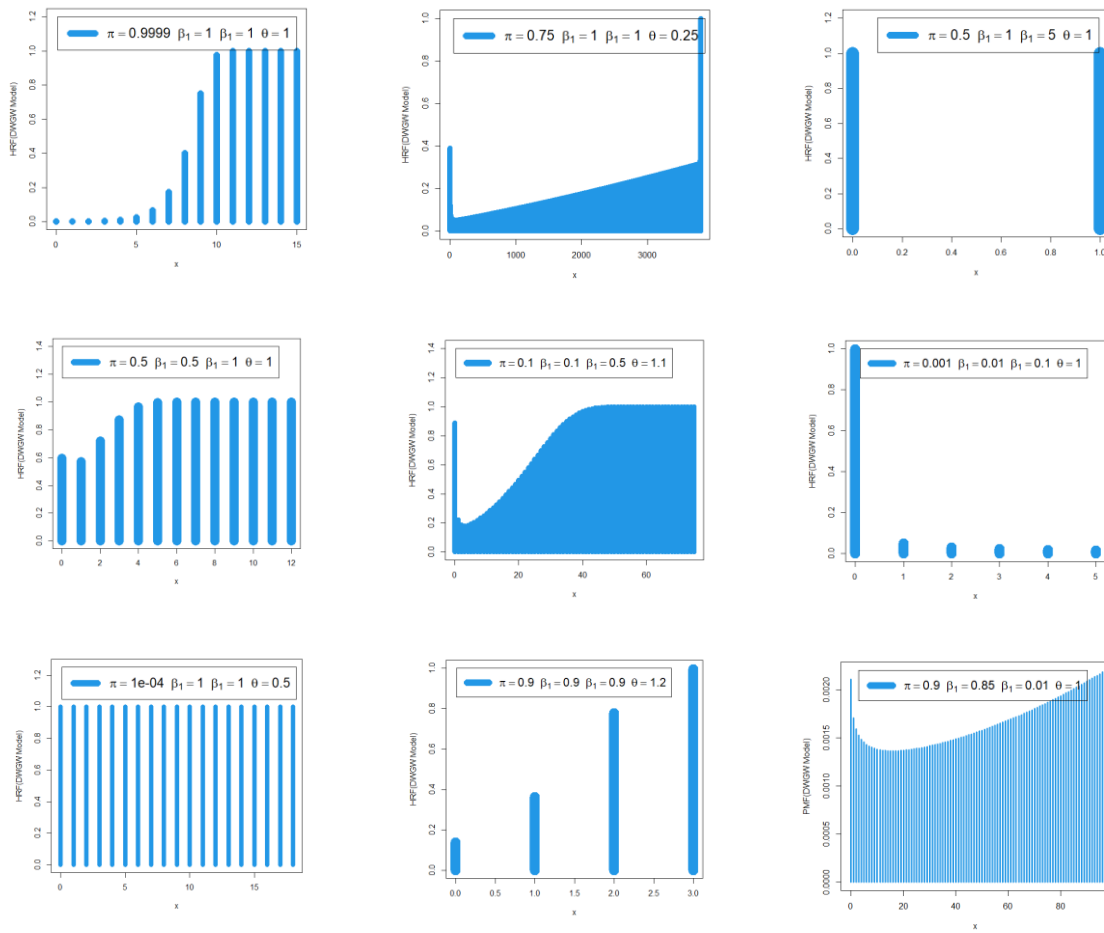 π = 0.9999 β₁ = 1 β₁ = 1 θ = 1
HRF(DWGW Model)
0.0 0.2 0.4 0.6 0.8 1.0 1.2
0 5 10 15
x
π = 0.75 β₁ = 1 β₁ = 1 θ = 0.25
HRF(DWGW Model)
0.0 0.2 0.4 0.6 0.8 1.0
0 1000 2000 3000
x
π = 0.5 β₁ = 1 β₁ = 5 θ = 1
HRF(DWGW Model)
0.0 0.2 0.4 0.6 0.8 1.0 1.2
0.0 0.2 0.4 0.6 0.8 1.0
x
π = 0.5 β₁ = 0.5 β₁ = 1 θ = 1
HRF(DWGW Model)
0.0 0.2 0.4 0.6 0.8 1.0 1.2 1.4
0 2 4 6 8 10 12
x
π = 0.1 β₁ = 0.1 β₁ = 0.5 θ = 1.1
HRF(DWGW Model)
0.0 0.2 0.4 0.6 0.8 1.0 1.2 1.4
0 20 40 60
x
π = 0.001 β₁ = 0.01 β₁ = 0.1 θ = 1
HRF(DWGW Model)
0.0 0.2 0.4 0.6 0.8 1.0
0 1 2 3 4 5
x
π = 1e-04 β₁ = 1 β₁ = 1 θ = 0.5
HRF(DWGW Model)
0.0 0.2 0.4 0.6 0.8 1.0 1.2
0 5 10 15
x
π = 0.9 β₁ = 0.9 β₁ = 0.9 θ = 1.2
HRF(DWGW Model)
0.0 0.2 0.4 0.6 0.8 1.0
0.0 0.5 1.0 1.5 2.0 2.5 3.0
x
π = 0.9 β₁ = 0.85 β₁ = 0.01 θ = 1
PMF(DWGW Model)
0.0000 0.0005 0.0010 0.0015 0.0020
0 20 40 60 80
x